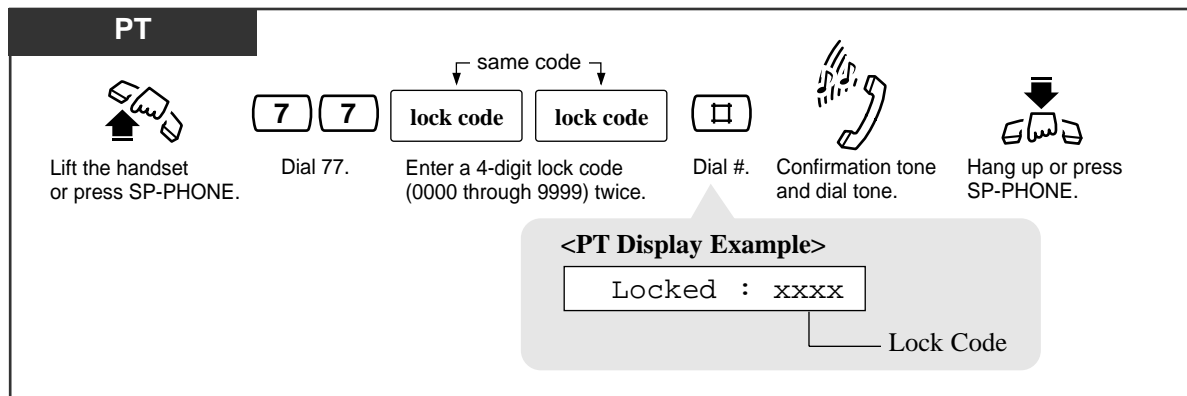 PT
same code
7 7 lock code lock code #
Lift the handset
or press SP-PHONE.
Dial 77.
Enter a 4-digit lock code
(0000 through 9999) twice.
Dial #.
Confirmation tone
and dial tone.
Hang up or press
SP-PHONE.
<PT Display Example>
Locked : xxxx
Lock Code